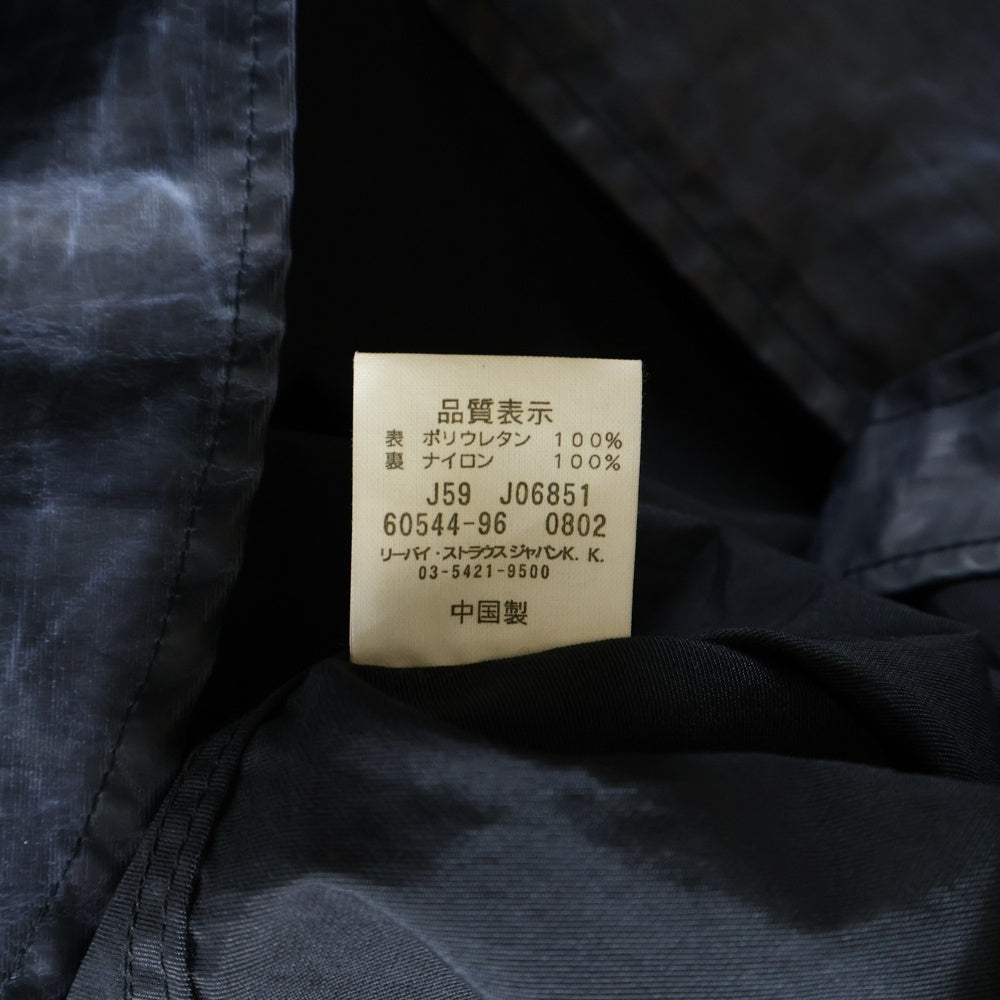 品質表示
表 ポリウレタン 100%
裏 ナイロン 100%
J59 J06851
60544-96 0802
リーバイ・ストラウスジャパンK.K.
03-5421-9500
中国製